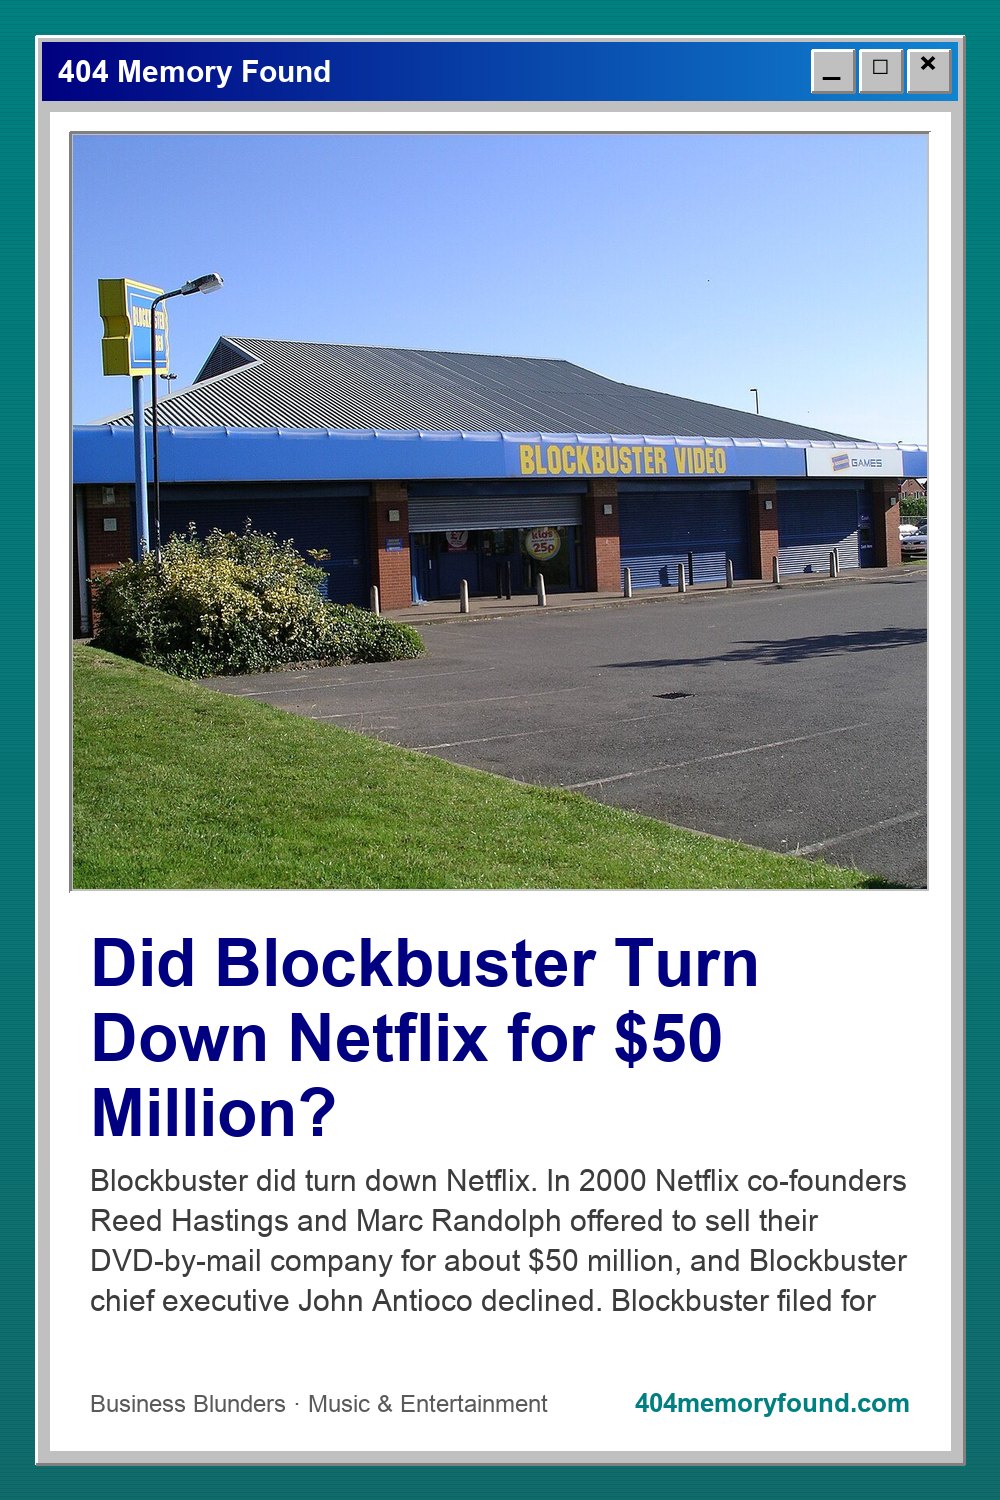 404 Memory Found
BLOCKBUSTER VIDEO
GAMES
£7
kids
25p
Did Blockbuster Turn
Down Netflix for $50
Million?
Blockbuster did turn down Netflix. In 2000 Netflix co-founders
Reed Hastings and Marc Randolph offered to sell their
DVD-by-mail company for about $50 million, and Blockbuster
chief executive John Antioco declined. Blockbuster filed for
Business Blunders · Music & Entertainment
404memoryfound.com